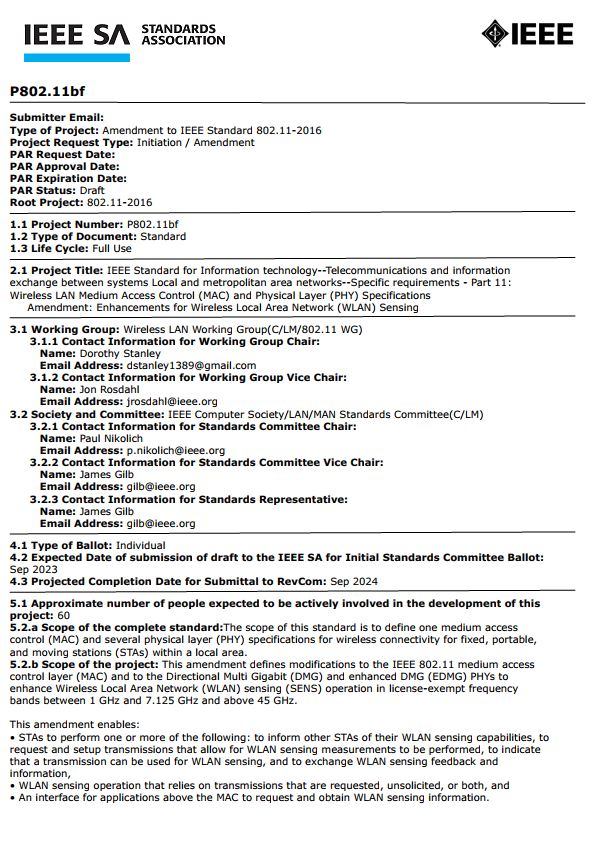 IEEE SA STANDARDS
ASSOCIATION
IEEE
P802.11bf
Submitter Email:
Type of Project: Amendment to IEEE Standard 802.11-2016
Project Request Type: Initiation / Amendment
PAR Request Date:
PAR Approval Date:
PAR Expiration Date:
PAR Status: Draft
Root Project: 802.11-2016
1.1 Project Number: P802.11bf
1.2 Type of Document: Standard
1.3 Life Cycle: Full Use
2.1 Project Title: IEEE Standard for Information technology--Telecommunications and information
exchange between systems Local and metropolitan area networks--Specific requirements - Part 11:
Wireless LAN Medium Access Control (MAC) and Physical Layer (PHY) Specifications
Amendment: Enhancements for Wireless Local Area Network (WLAN) Sensing
3.1 Working Group: Wireless LAN Working Group(C/LM/802.11 WG)
3.1.1 Contact Information for Working Group Chair:
Name: Dorothy Stanley
Email Address: dstanley1389@gmail.com
3.1.2 Contact Information for Working Group Vice Chair:
Name: Jon Rosdahl
Email Address: jrosdahl@ieee.org
3.2 Society and Committee: IEEE Computer Society/LAN/MAN Standards Committee(C/LM)
3.2.1 Contact Information for Standards Committee Chair:
Name: Paul Nikolich
Email Address: p.nikolich@ieee.org
3.2.2 Contact Information for Standards Committee Vice Chair:
Name: James Gilb
Email Address: gilb@ieee.org
3.2.3 Contact Information for Standards Representative:
Name: James Gilb
Email Address: gilb@ieee.org
4.1 Type of Ballot: Individual
4.2 Expected Date of submission of draft to the IEEE SA for Initial Standards Committee Ballot:
Sep 2023
4.3 Projected Completion Date for Submittal to RevCom: Sep 2024
5.1 Approximate number of people expected to be actively involved in the development of this
project: 60
5.2.a Scope of the complete standard:The scope of this standard is to define one medium access
control (MAC) and several physical layer (PHY) specifications for wireless connectivity for fixed, portable,
and moving stations (STAs) within a local area.
5.2.b Scope of the project: This amendment defines modifications to the IEEE 802.11 medium access
control layer (MAC) and to the Directional Multi Gigabit (DMG) and enhanced DMG (EDMG) PHYs to
enhance Wireless Local Area Network (WLAN) sensing (SENS) operation in license-exempt frequency
bands between 1 GHz and 7.125 GHz and above 45 GHz.
This amendment enables:
• STAs to perform one or more of the following: to inform other STAs of their WLAN sensing capabilities, to
request and setup transmissions that allow for WLAN sensing measurements to be performed, to indicate
that a transmission can be used for WLAN sensing, and to exchange WLAN sensing feedback and
information,
• WLAN sensing operation that relies on transmissions that are requested, unsolicited, or both, and
• An interface for applications above the MAC to request and obtain WLAN sensing information.